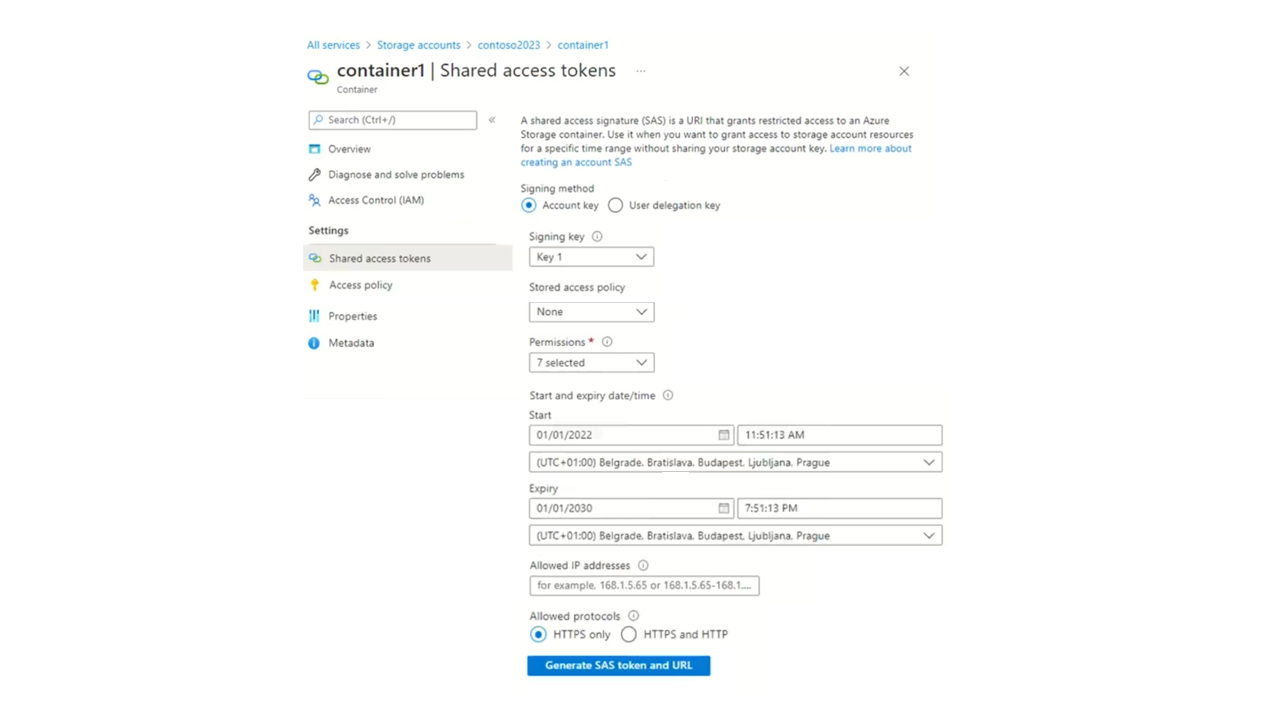 All services > Storage accounts > contoso2023 > container1
container1 | Shared access tokens ...
Container
Search (Ctrl+/)
«
Overview
Diagnose and solve problems
Access Control (IAM)
Settings
Shared access tokens
Access policy
Properties
Metadata
A shared access signature (SAS) is a URI that grants restricted access to an Azure
Storage container. Use it when you want to grant access to storage account resources
for a specific time range without sharing your storage account key. Learn more about
creating an account SAS
Signing method
Account key User delegation key
Signing key
Key 1
Stored access policy
None
Permissions *
7 selected
Start and expiry date/time
Start
01/01/2022 11:51:13 AM
(UTC+01:00) Belgrade, Bratislava, Budapest, Ljubljana, Prague
Expiry
01/01/2030 7:51:13 PM
(UTC+01:00) Belgrade, Bratislava, Budapest, Ljubljana, Prague
Allowed IP addresses
for example, 168.1.5.65 or 168.1.5.65-168.1....
Allowed protocols
HTTPS only HTTPS and HTTP
Generate SAS token and URL